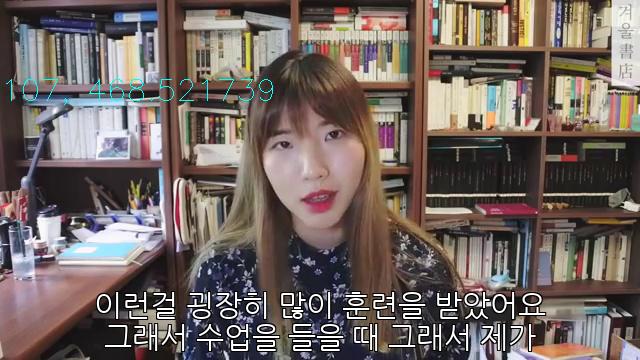 겨울書店
107, 468.521739
이런걸 굉장히 많이 훈련을 받았어요
그래서 수업을 들을 때 그래서 제가